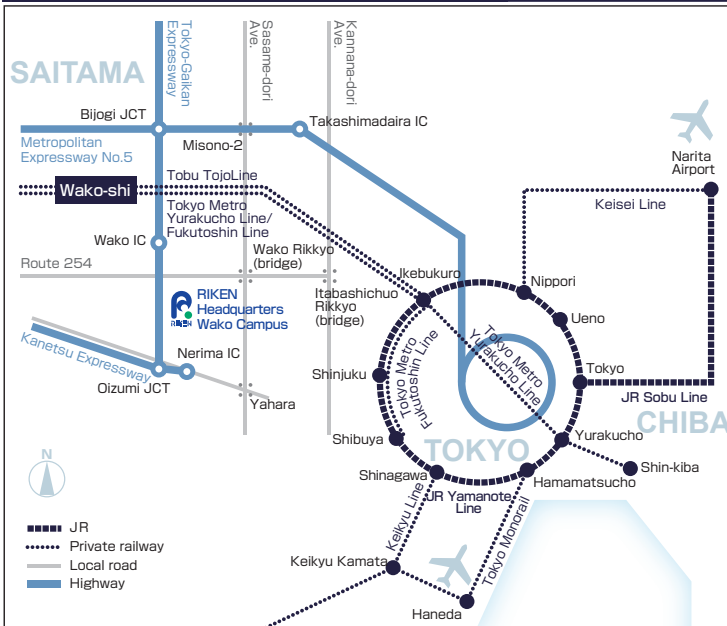 Tokyo-Gaikan
Expressway
Sasame-dori
Ave.
Kannana-dori
Ave.
SAITAMA
Bijogi JCT
Takashimadaira IC
Metropolitan
Expressway No.5
Misono-2
Narita
Airport
Tobu TojoLine
Wako-shi
Keisei Line
Tokyo Metro
Yurakucho Line/
Fukutoshin Line
Wako IC
Wako Rikkyo
(bridge)
Route 254
Ikebukuro
Nippori
RIKEN
Headquarters
Wako Campus
RIKEN
Itabashichuo
Rikkyo
(bridge)
Ueno
Kanetsu Expressway
Nerima IC
Oizumi JCT
Tokyo Metro
Fukutoshin Line
Tokyo Metro
Yurakucho Line
Shinjuku
Tokyo
JR Sobu Line
Yahara
CHIBA
Shibuya
TOKYO
Yurakucho
Shin-kiba
Shinagawa
Hamamatsucho
JR Yamanote
Line
N
Keikyu Line
Tokyo Monorail
JR
Private railway
Local road
Highway
Keikyu Kamata
Haneda